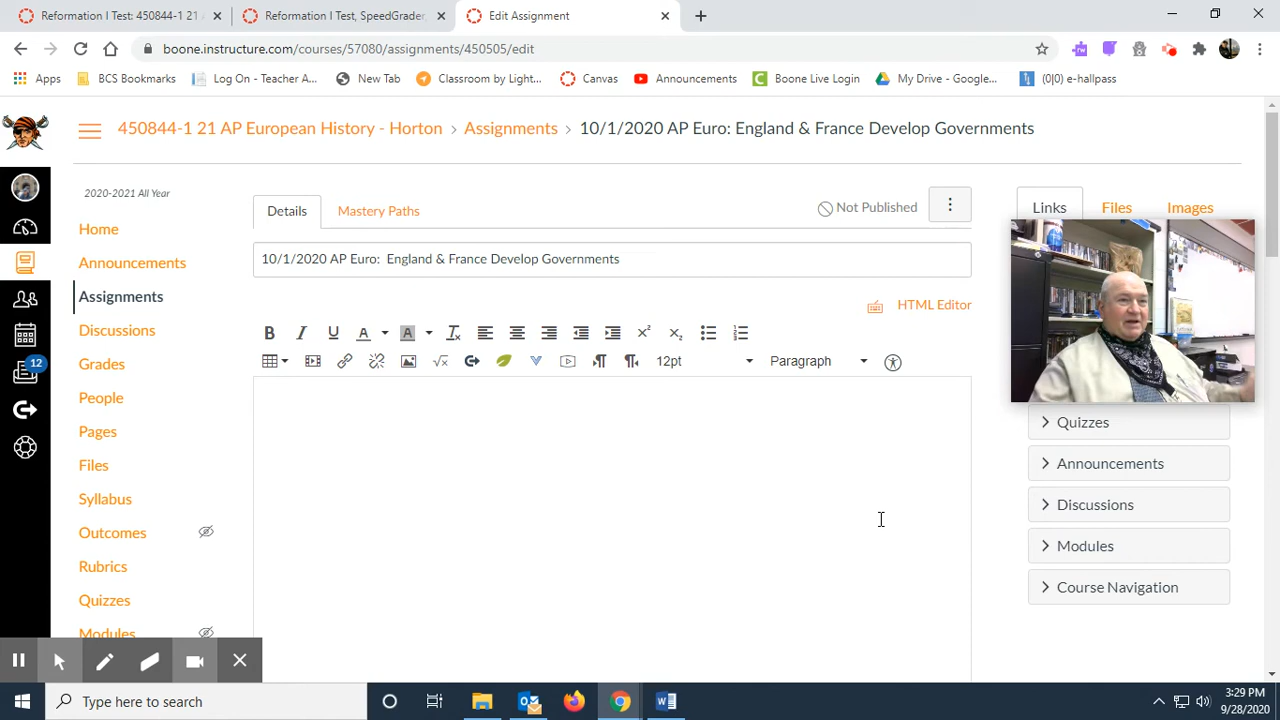 Reformation I Test: 450844-1 21 A
Reformation I Test, SpeedGrader,
Edit Assignment
boone.instructure.com/courses/57080/assignments/450505/edit
Apps
BCS Bookmarks
Log On - Teacher A...
New Tab
Classroom by Light...
Canvas
Announcements
Boone Live Login
My Drive - Google...
(0|0) e-hallpass
450844-1 21 AP European History - Horton > Assignments > 10/1/2020 AP Euro: England & France Develop Governments
2020-2021 All Year
Home
Announcements
Assignments
Discussions
Grades
People
Pages
Files
Syllabus
Outcomes
Rubrics
Quizzes
Modules
12
Details
Mastery Paths
Not Published
10/1/2020 AP Euro: England & France Develop Governments
HTML Editor
12pt
Paragraph
Links
Files
Images
Quizzes
Announcements
Discussions
Modules
Course Navigation
Type here to search
3:29 PM
9/28/2020